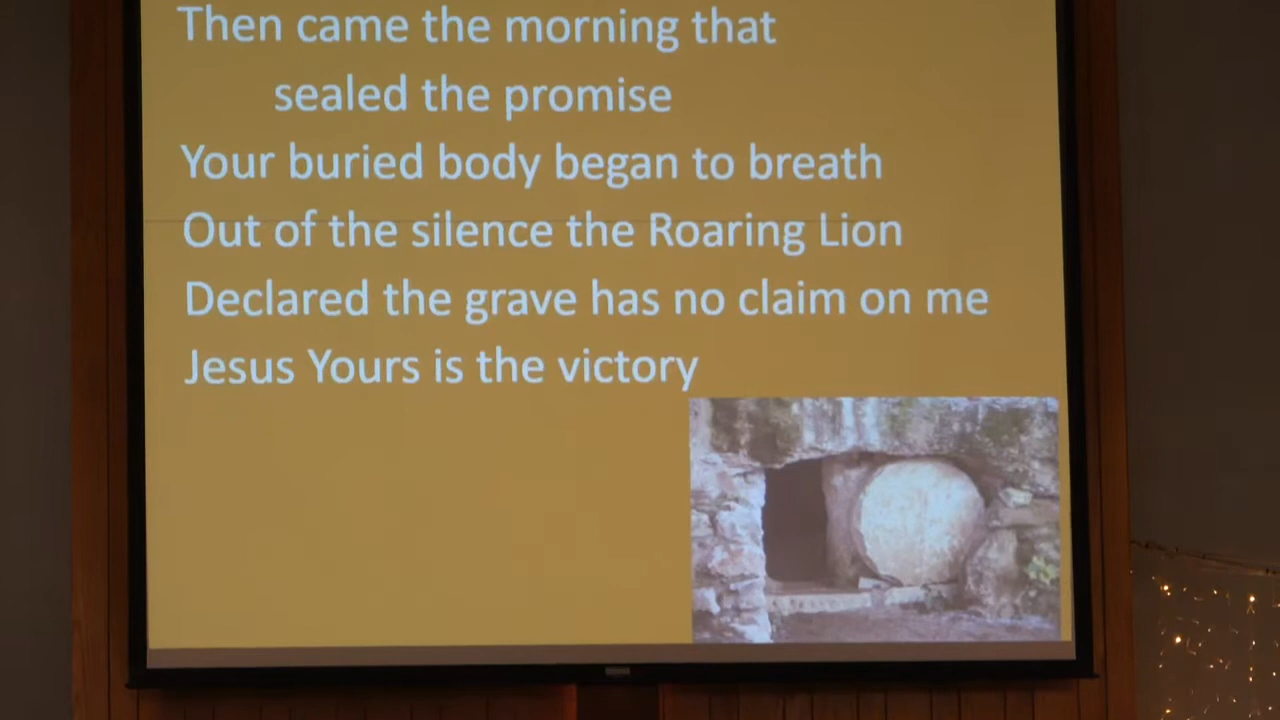 Then came the morning that
sealed the promise
Your buried body began to breath
Out of the silence the Roaring Lion
Declared the grave has no claim on me
Jesus Yours is the victory